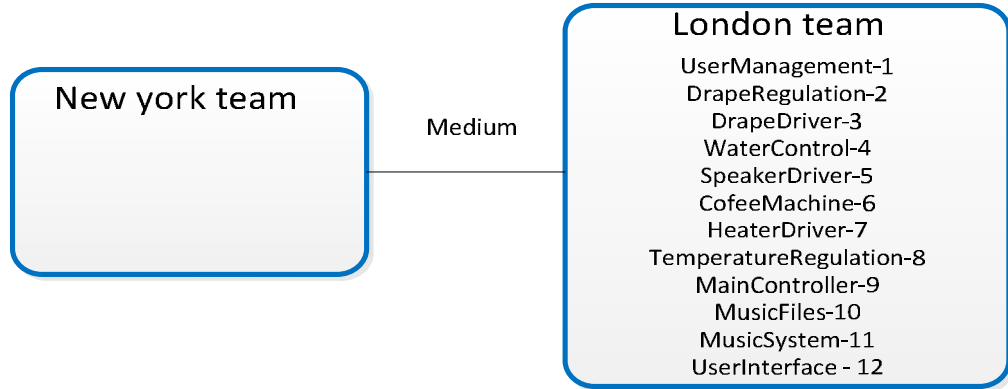 New york team
Medium
London team
UserManagement-1
DrapeRegulation-2
DrapeDriver-3
WaterControl-4
SpeakerDriver-5
CofeeMachine-6
HeaterDriver-7
TemperatureRegulation-8
MainController-9
MusicFiles-10
MusicSystem-11
UserInterface - 12